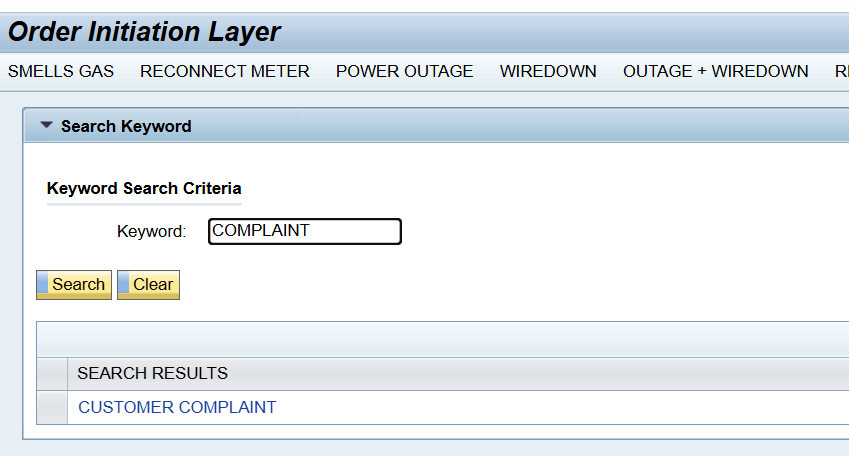 Order Initiation Layer
SMELLS GAS RECONNECT METER POWER OUTAGE WIREDOWN OUTAGE + WIREDOWN
Search Keyword
Keyword Search Criteria
Keyword: COMPLAINT
Search Clear
SEARCH RESULTS
CUSTOMER COMPLAINT